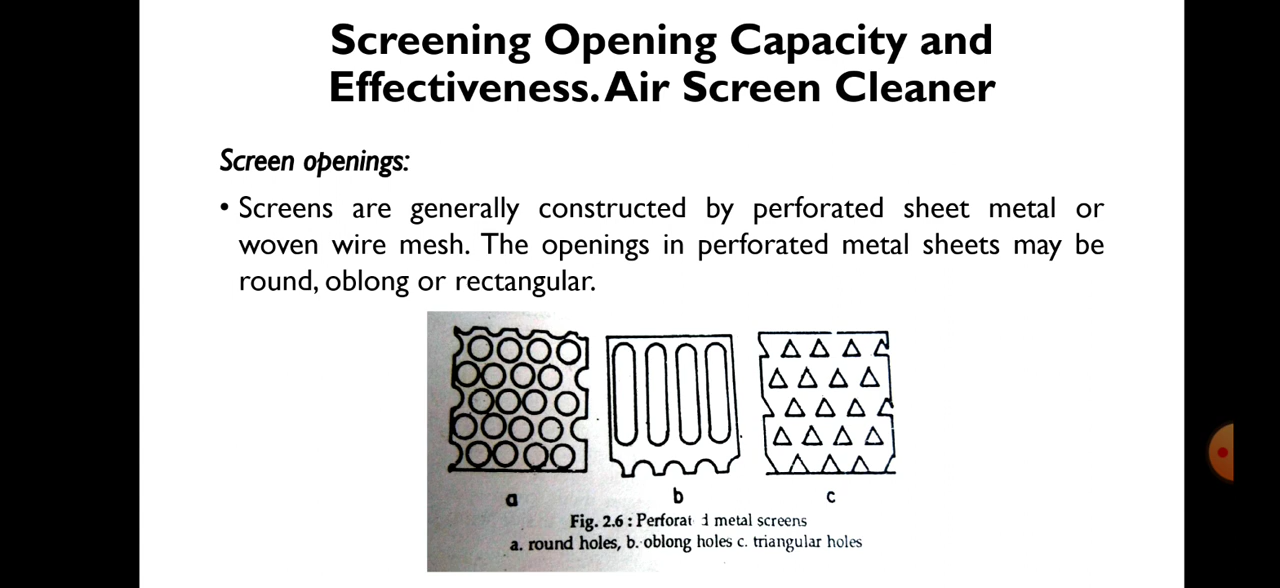 Screening Opening Capacity and
Effectiveness. Air Screen Cleaner
Screen openings:
• Screens are generally constructed by perforated sheet metal or
woven wire mesh. The openings in perforated metal sheets may be
round, oblong or rectangular.
a b c
Fig. 2.6 : Perforat d metal screens
a. round holes, b. oblong holes c. triangular holes